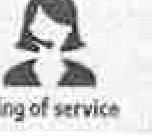 ing of service